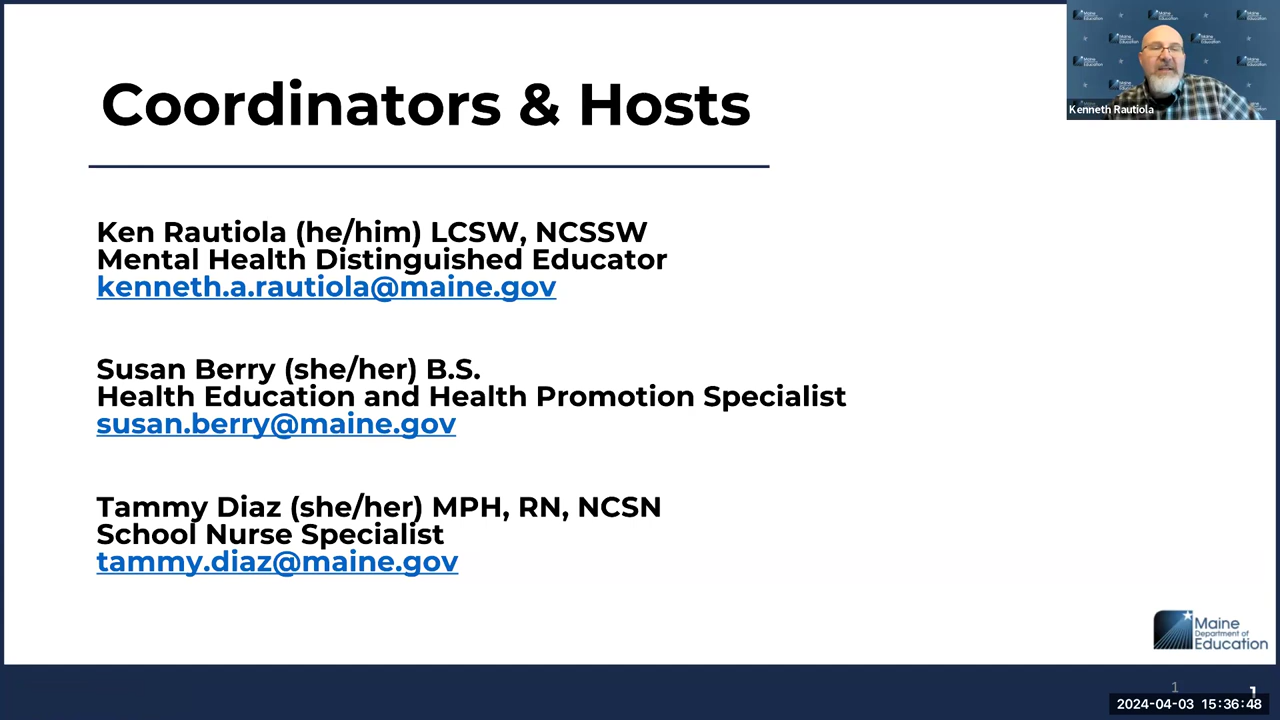 Coordinators & Hosts
Ken Rautiola (he/him) LCSW, NCSSW
Mental Health Distinguished Educator
kenneth.a.rautiola@maine.gov
Susan Berry (she/her) B.S.
Health Education and Health Promotion Specialist
susan.berry@maine.gov
Tammy Diaz (she/her) MPH, RN, NCSN
School Nurse Specialist
tammy.diaz@maine.gov
Kenneth Rautiola
Maine
Department of
Education
1
1
2024-04-03 15:36:48